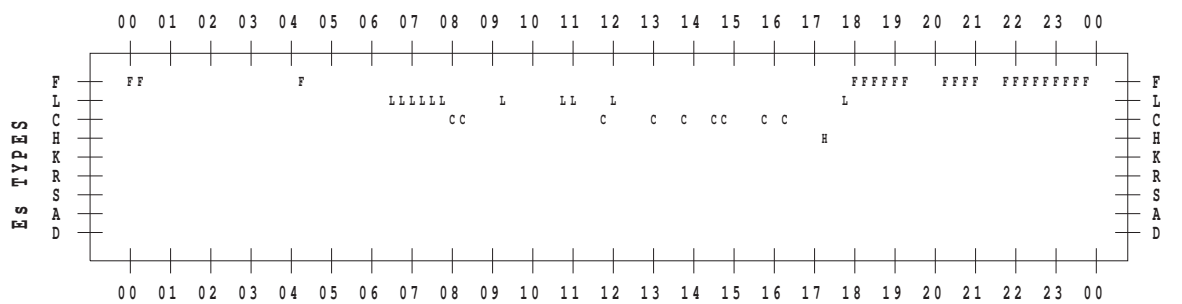 00 01 02 03 04 05 06 07 08 09 10 11 12 13 14 15 16 17 18 19 20 21 22 23 00
Es TYPES
F FF F FFFFFF FFFF FFFFFFFFF F
L LLLLLL L LL L L L
C CC C C C CC C C C
H H H
K K
R R
S S
A A
D D
00 01 02 03 04 05 06 07 08 09 10 11 12 13 14 15 16 17 18 19 20 21 22 23 00